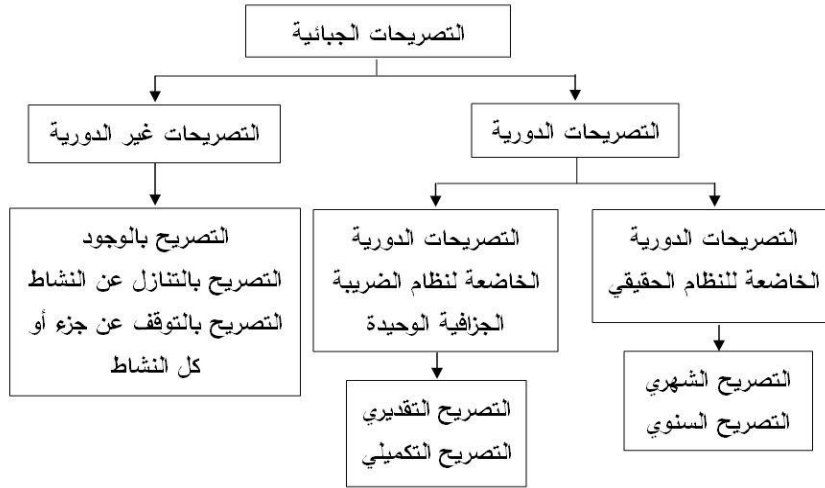 التصريحات الجبائية
التصريحات الدورية
التصريحات غير الدورية
التصريحات الدورية
الخاضعة للنظام الحقيقي
التصريحات الدورية
الخاضعة لنظام الضريبة
الجزافية الوحيدة
التصريح بالوجود
التصريح بالتنازل عن النشاط
التصريح بالتوقف عن جزء أو
كل النشاط
التصريح الشهري
التصريح السنوي
التصريح التقديري
التصريح التكميلي